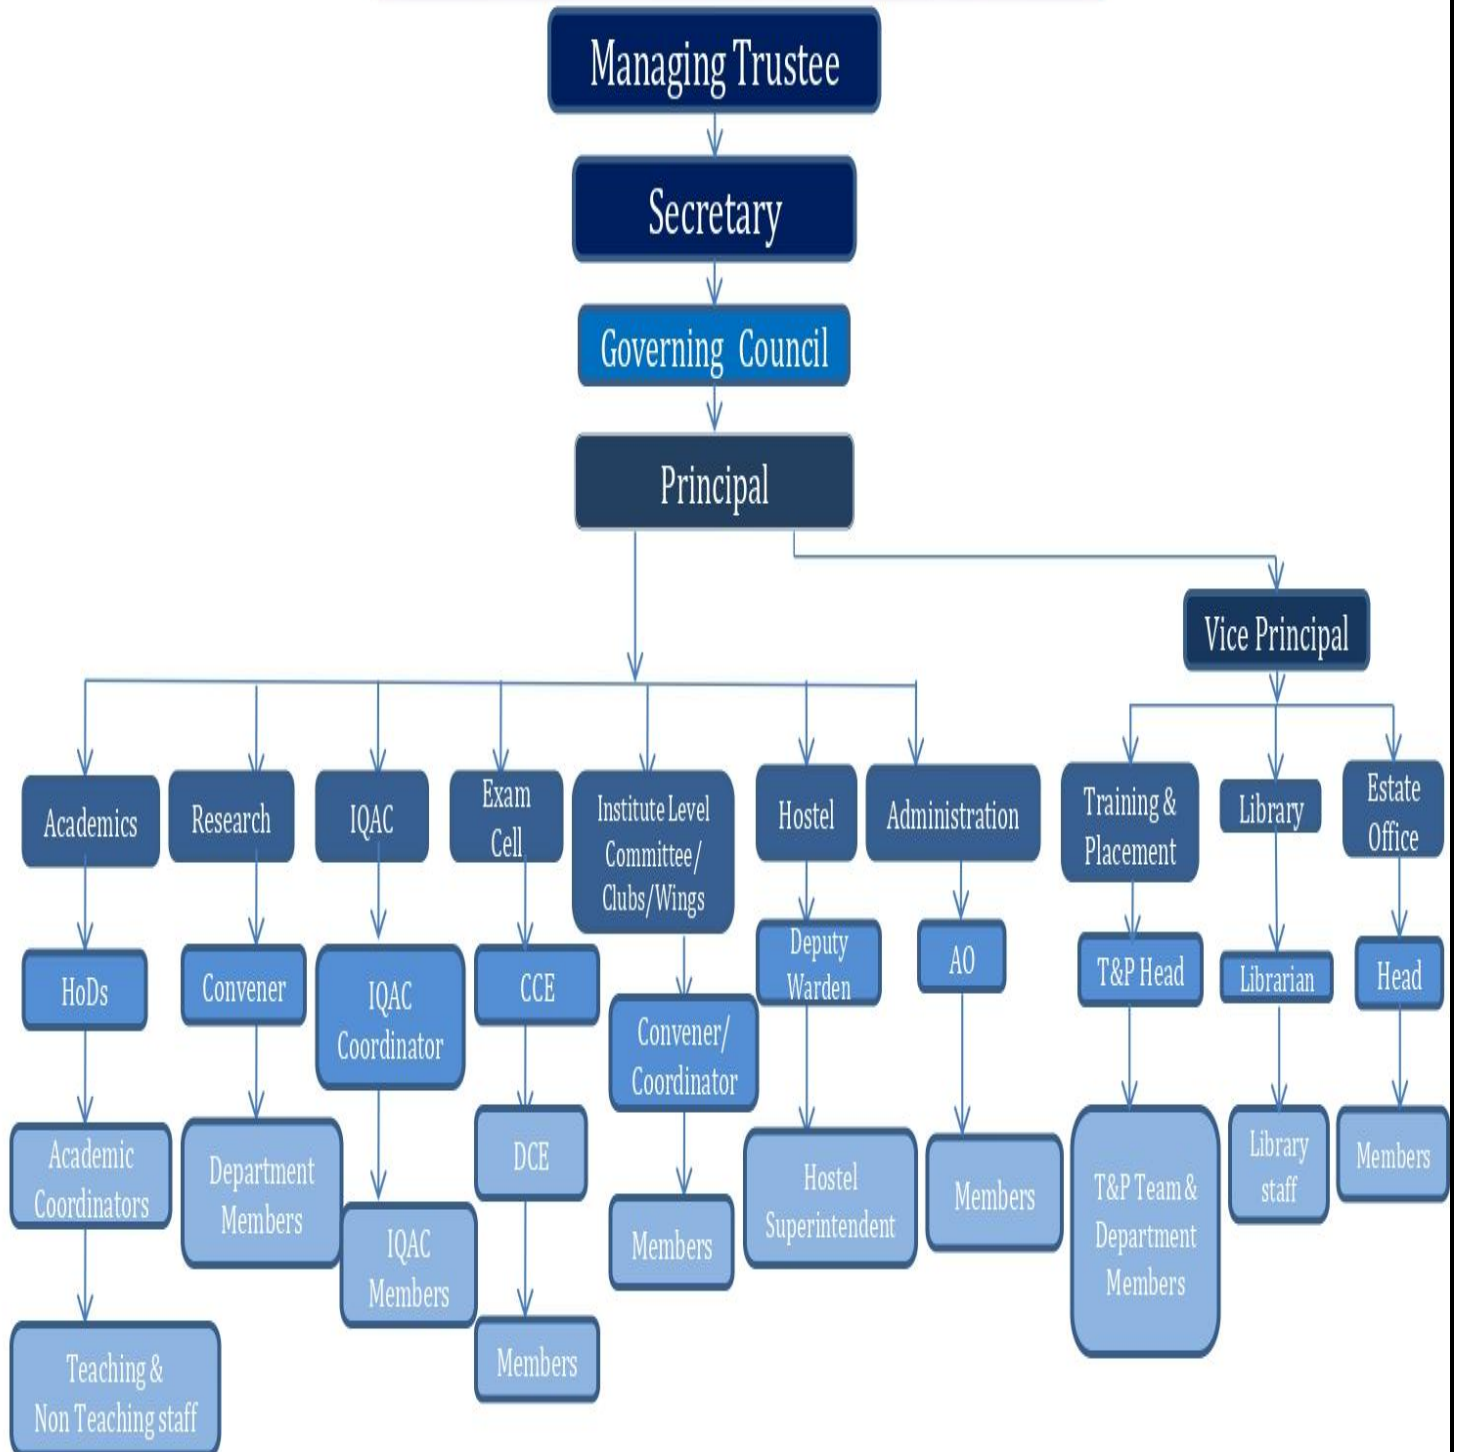 Managing Trustee
Secretary
Governing Council
Principal
Vice Principal
Academics
Research
IQAC
Exam
Cell
Institute Level
Committee/
Clubs/Wings
Hostel
Administration
Training &
Placement
Library
Estate
Office
HoDs
Convener
IQAC
Coordinator
CCE
Convener/
Coordinator
Deputy
Warden
AO
T&P Head
Librarian
Head
Academic
Coordinators
Department
Members
IQAC
Members
DCE
Members
Hostel
Superintendent
Members
T&P Team &
Department
Members
Library
staff
Members
Teaching &
Non Teaching staff
Members